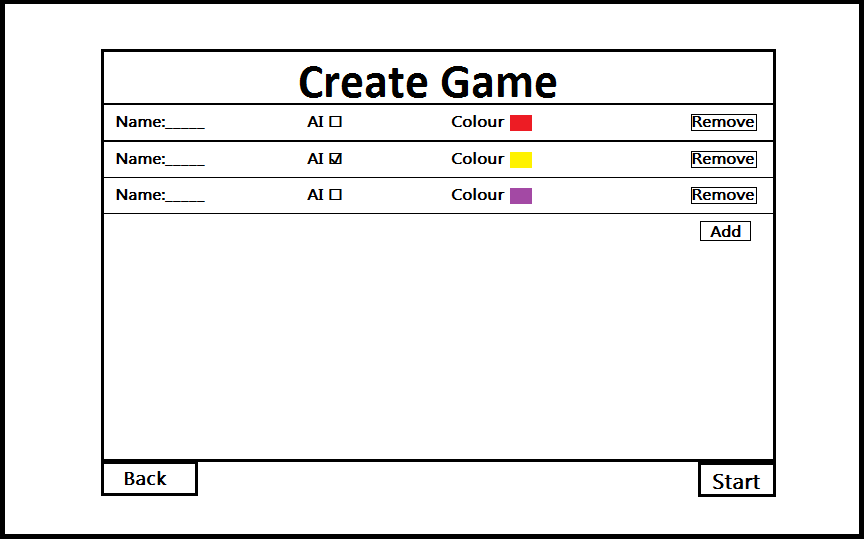 Create Game
Name:_____ AI ☐ Colour Remove
Name:_____ AI ☑ Colour Remove
Name:_____ AI ☐ Colour Remove
Add
Back Start